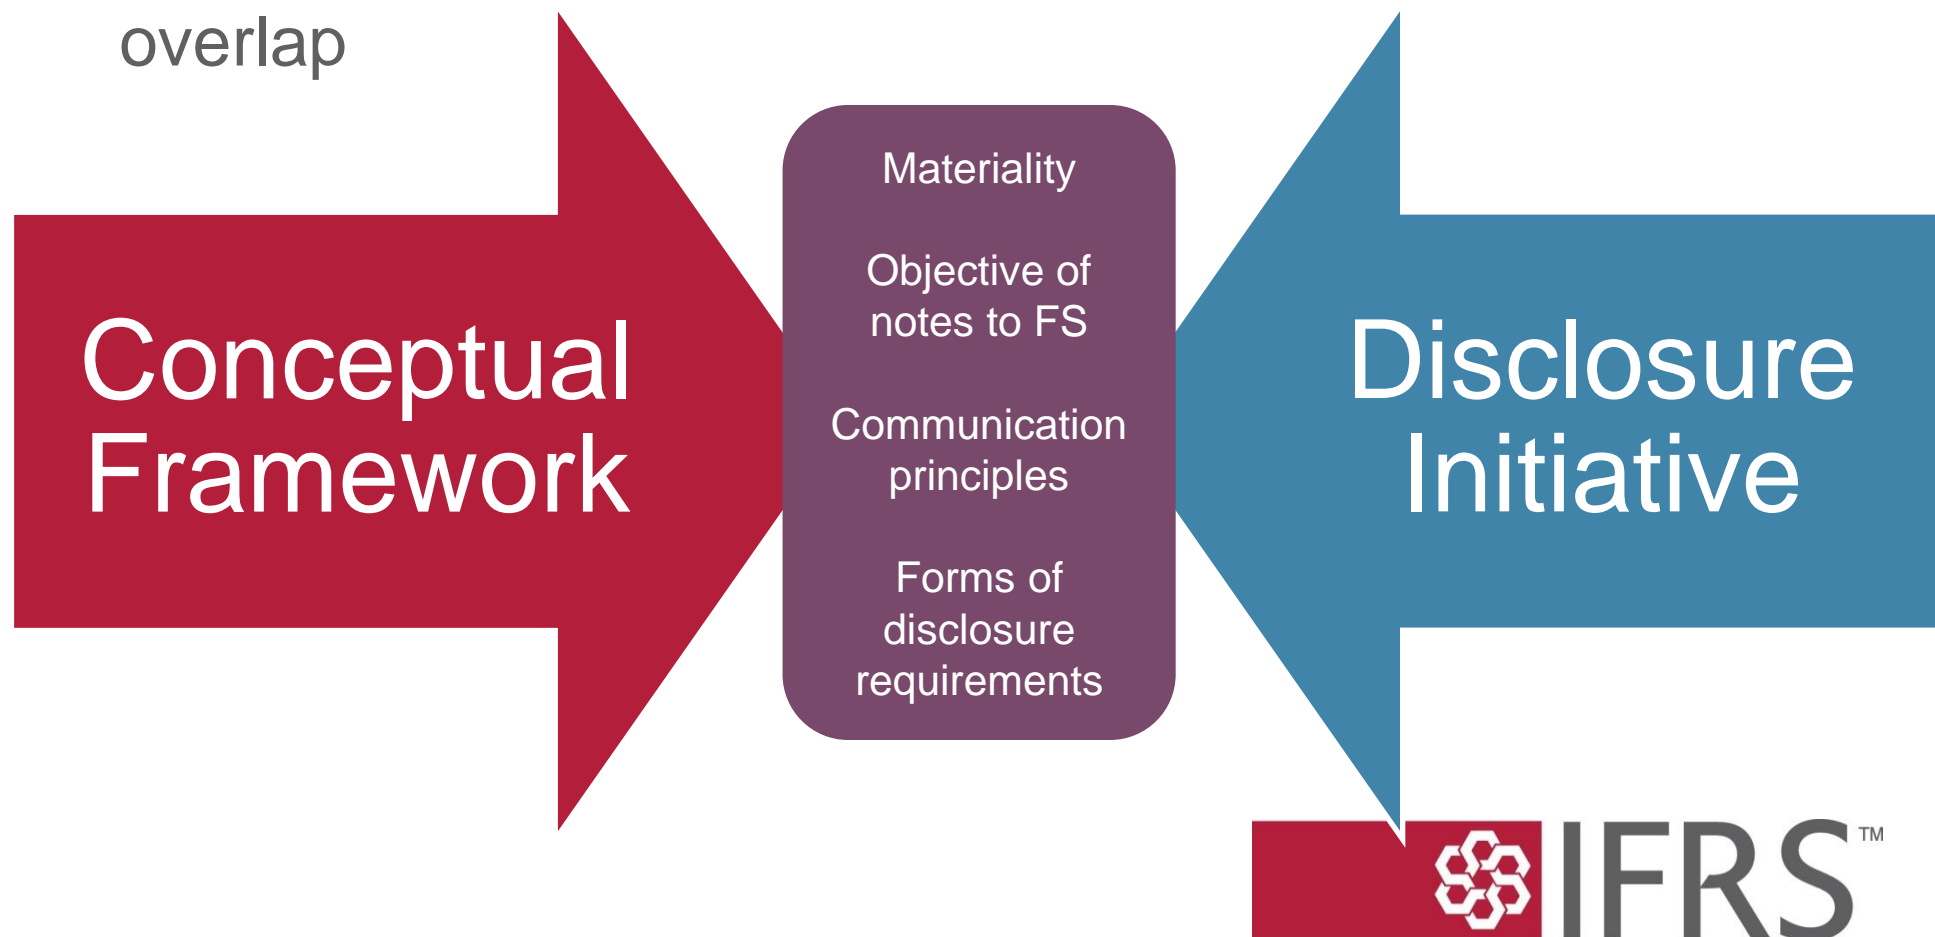 overlap
Conceptual
Framework
Materiality
Objective of
notes to FS
Communication
principles
Forms of
disclosure
requirements
Disclosure
Initiative
IFRS™